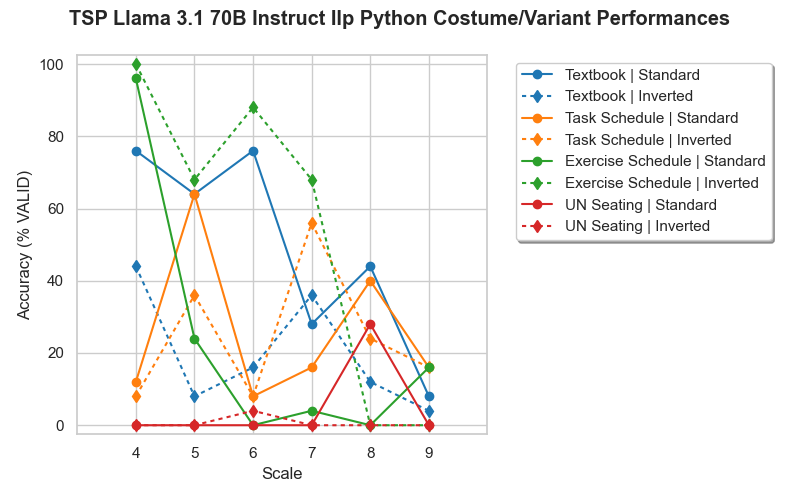 TSP Llama 3.1 70B Instruct Ilp Python Costume/Variant Performances
Accuracy (% VALID)
100
80
60
40
20
0
4 5 6 7 8 9
Scale
Textbook | Standard
Textbook | Inverted
Task Schedule | Standard
Task Schedule | Inverted
Exercise Schedule | Standard
Exercise Schedule | Inverted
UN Seating | Standard
UN Seating | Inverted